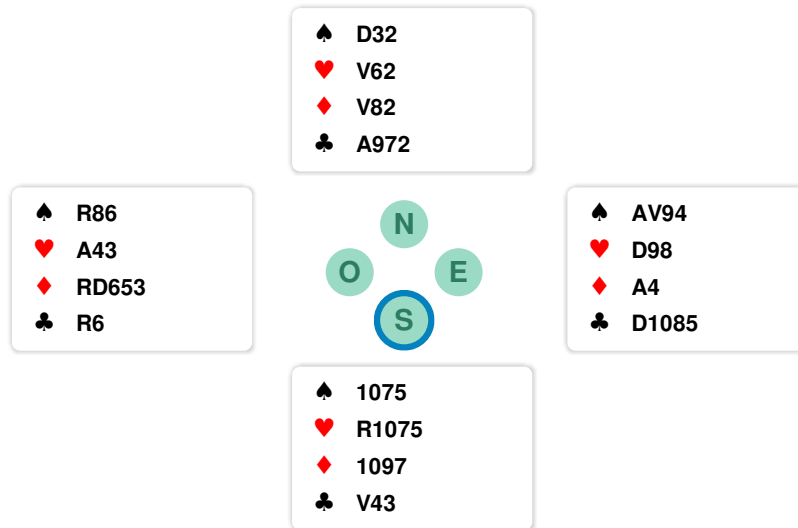 ♠ D32
♥ V62
♦ V82
♣ A972
♠ R86
♥ A43
♦ RD653
♣ R6
N
O E
S
♠ AV94
♥ D98
♦ A4
♣ D1085
♠ 1075
♥ R1075
♦ 1097
♣ V43